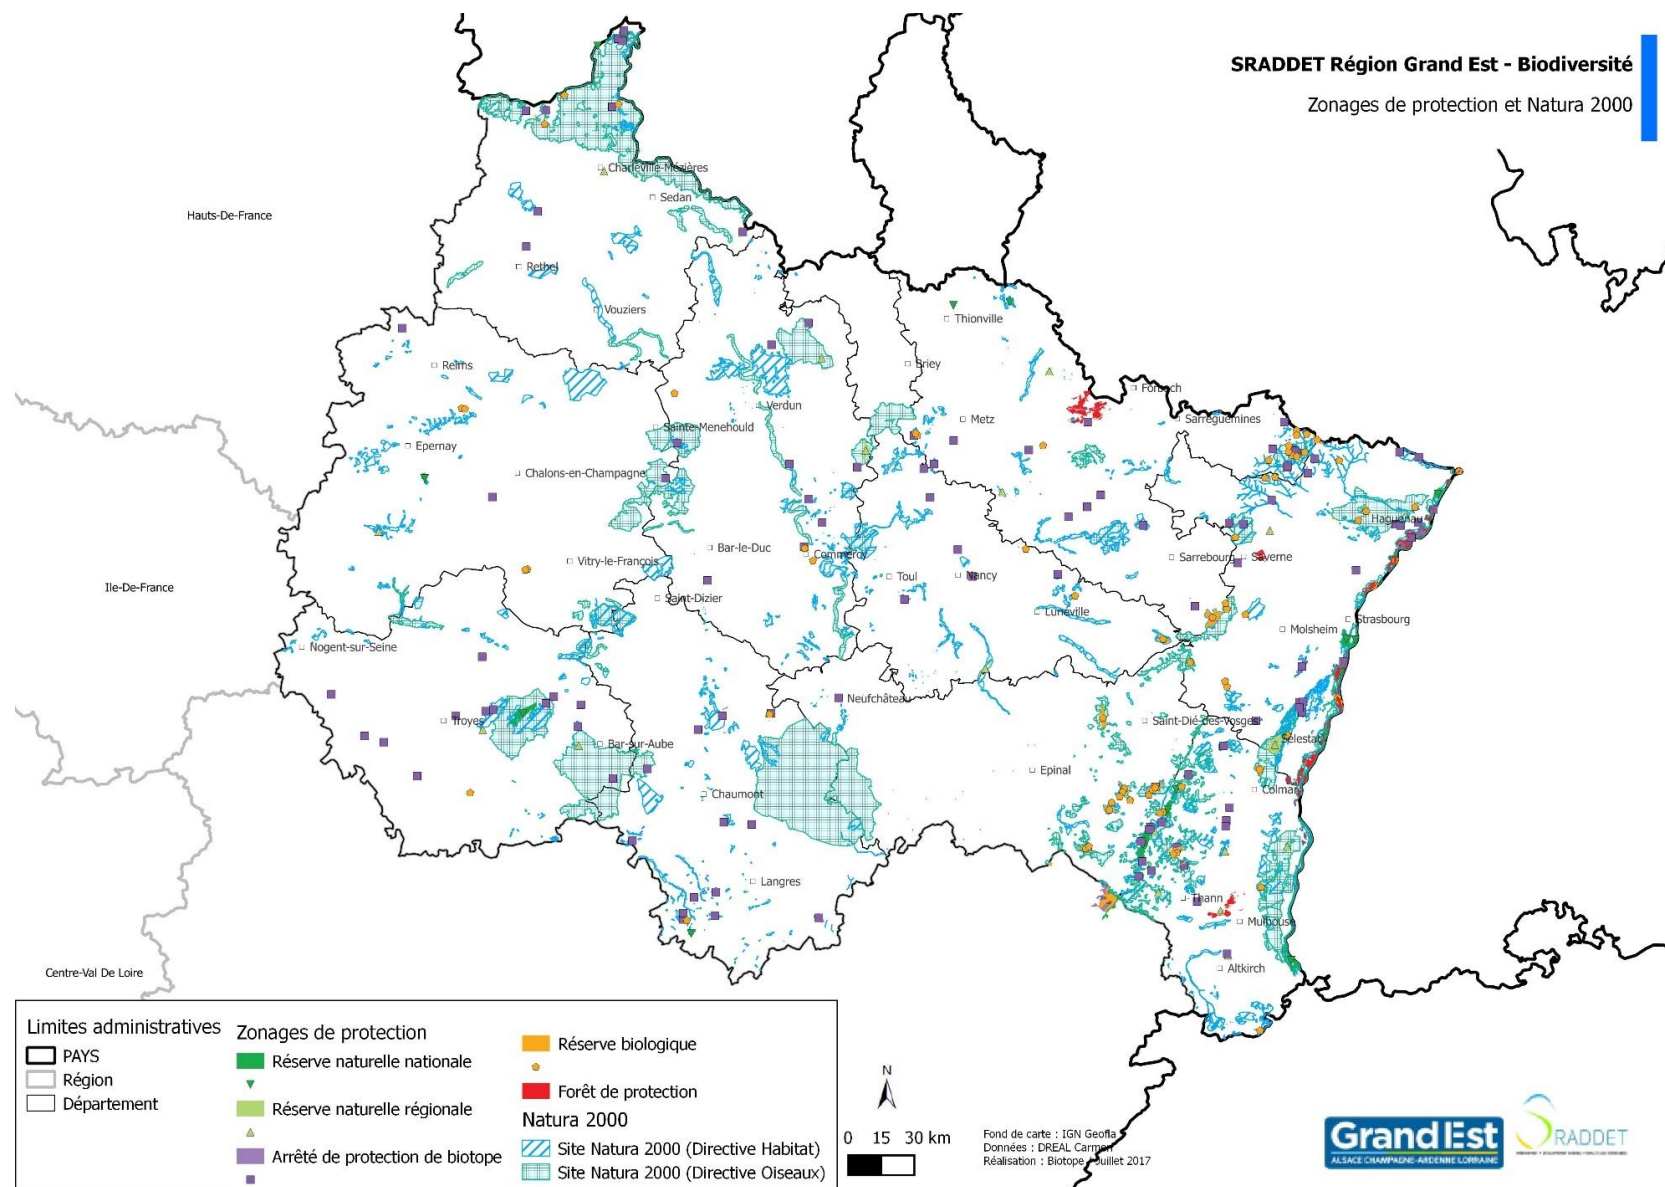 SRADDET Région Grand Est - Biodiversité
Zonages de protection et Natura 2000
Hauts-De-France
Charleville-Mézières
Sedan
Rethel
Vouziers
Thionville
Reims
Briey
Forbach
Verdun
Metz
Sarreguemines
Sainte-Menehould
Epernay
Chalons-en-Champagne
Haguenau
Bar-le-Duc
Commercy
Vitry-le-François
Sarrebourg
Saverne
Toul
Nancy
Ile-De-France
Saint-Dizier
Lunéville
Strasbourg
Molsheim
Nogent-sur-Seine
Neufchâteau
Troyes
Saint-Dié-des-Vosges
Sélestat
Bar-sur-Aube
Epinal
Chaumont
Colmar
Langres
Thann
Mulhouse
Altkirch
Centre-Val De Loire
Limites administratives
PAYS
Région
Département
Zonages de protection
Réserve naturelle nationale
Réserve naturelle régionale
Arrêté de protection de biotope
Réserve biologique
Forêt de protection
Natura 2000
Site Natura 2000 (Directive Habitat)
Site Natura 2000 (Directive Oiseaux)
N
0 15 30 km
Fond de carte : IGN Geofla
Données : DREAL Carmen
Réalisation : Biotope, Juillet 2017
Grand Est
ALSACE CHAMPAGNE-ARDENNE LORRAINE
SRADDET